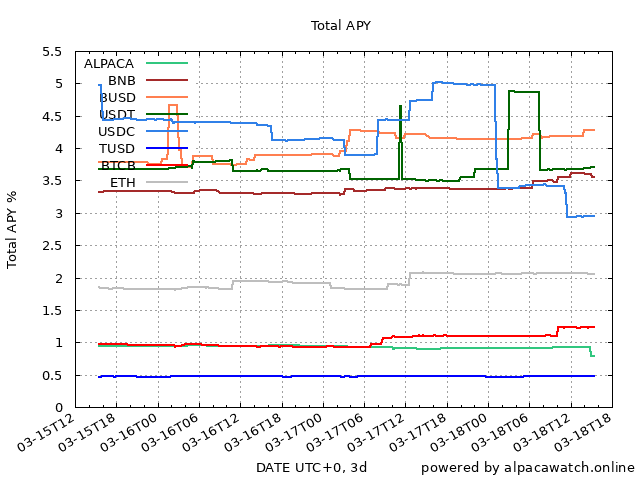 Total APY
Total APY %
5.5
5
4.5
4
3.5
3
2.5
2
1.5
1
0.5
0
ALPACA
BNB
BUSD
USDT
USDC
TUSD
BTCB
ETH
03-15T12
03-15T18
03-16T00
03-16T06
03-16T12
03-16T18
03-17T00
03-17T06
03-17T12
03-17T18
03-18T00
03-18T06
03-18T12
03-18T18
DATE UTC+0, 3d
powered by alpacawatch.online